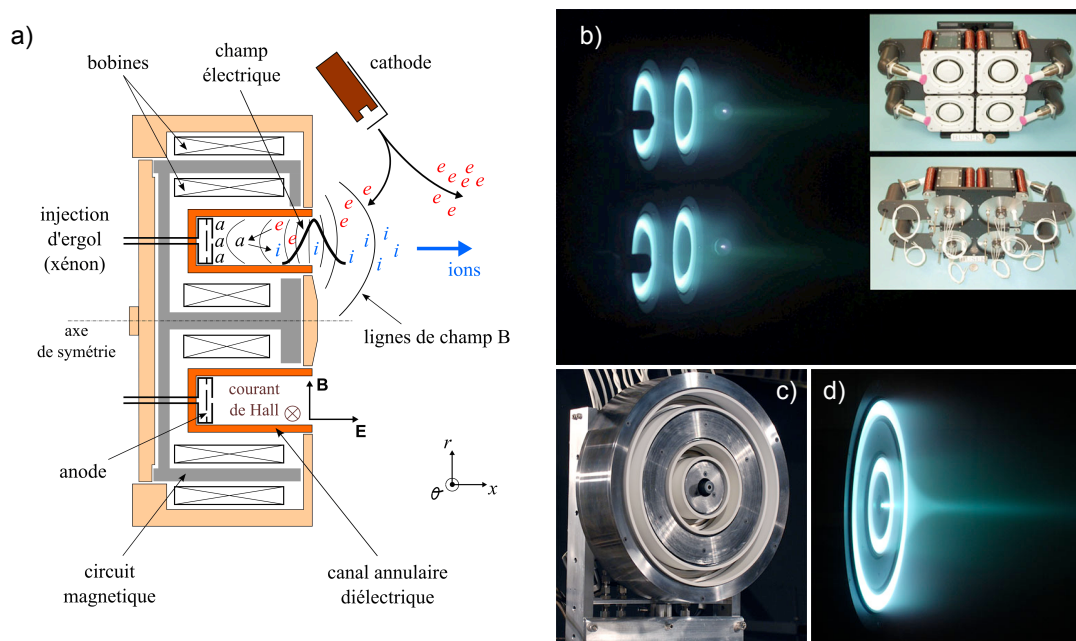 a)
bobines
champ
électrique
cathode
injection
d'ergol
(xénon)
a
a
a
a
e
e
e
e
e
e
e
e
e
e
e
e
i
i
i
i
i
i
i
ions
lignes de champ B
axe
de symétrie
courant
de Hall
B
E
anode
r
θ
x
circuit
magnetique
canal annulaire
diélectrique
b)
c)
d)